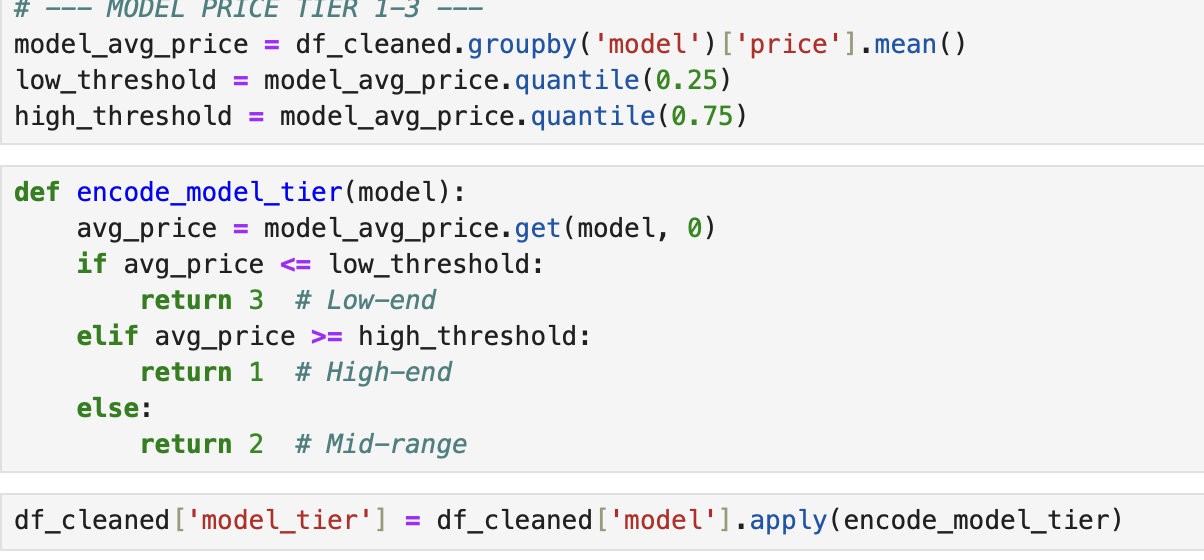 # --- MODEL PRICE TIER 1-3 ---
model_avg_price = df_cleaned.groupby('model')['price'].mean()
low_threshold = model_avg_price.quantile(0.25)
high_threshold = model_avg_price.quantile(0.75)
def encode_model_tier(model):
    avg_price = model_avg_price.get(model, 0)
    if avg_price <= low_threshold:
        return 3  # Low-end
    elif avg_price >= high_threshold:
        return 1  # High-end
    else:
        return 2  # Mid-range
df_cleaned['model_tier'] = df_cleaned['model'].apply(encode_model_tier)